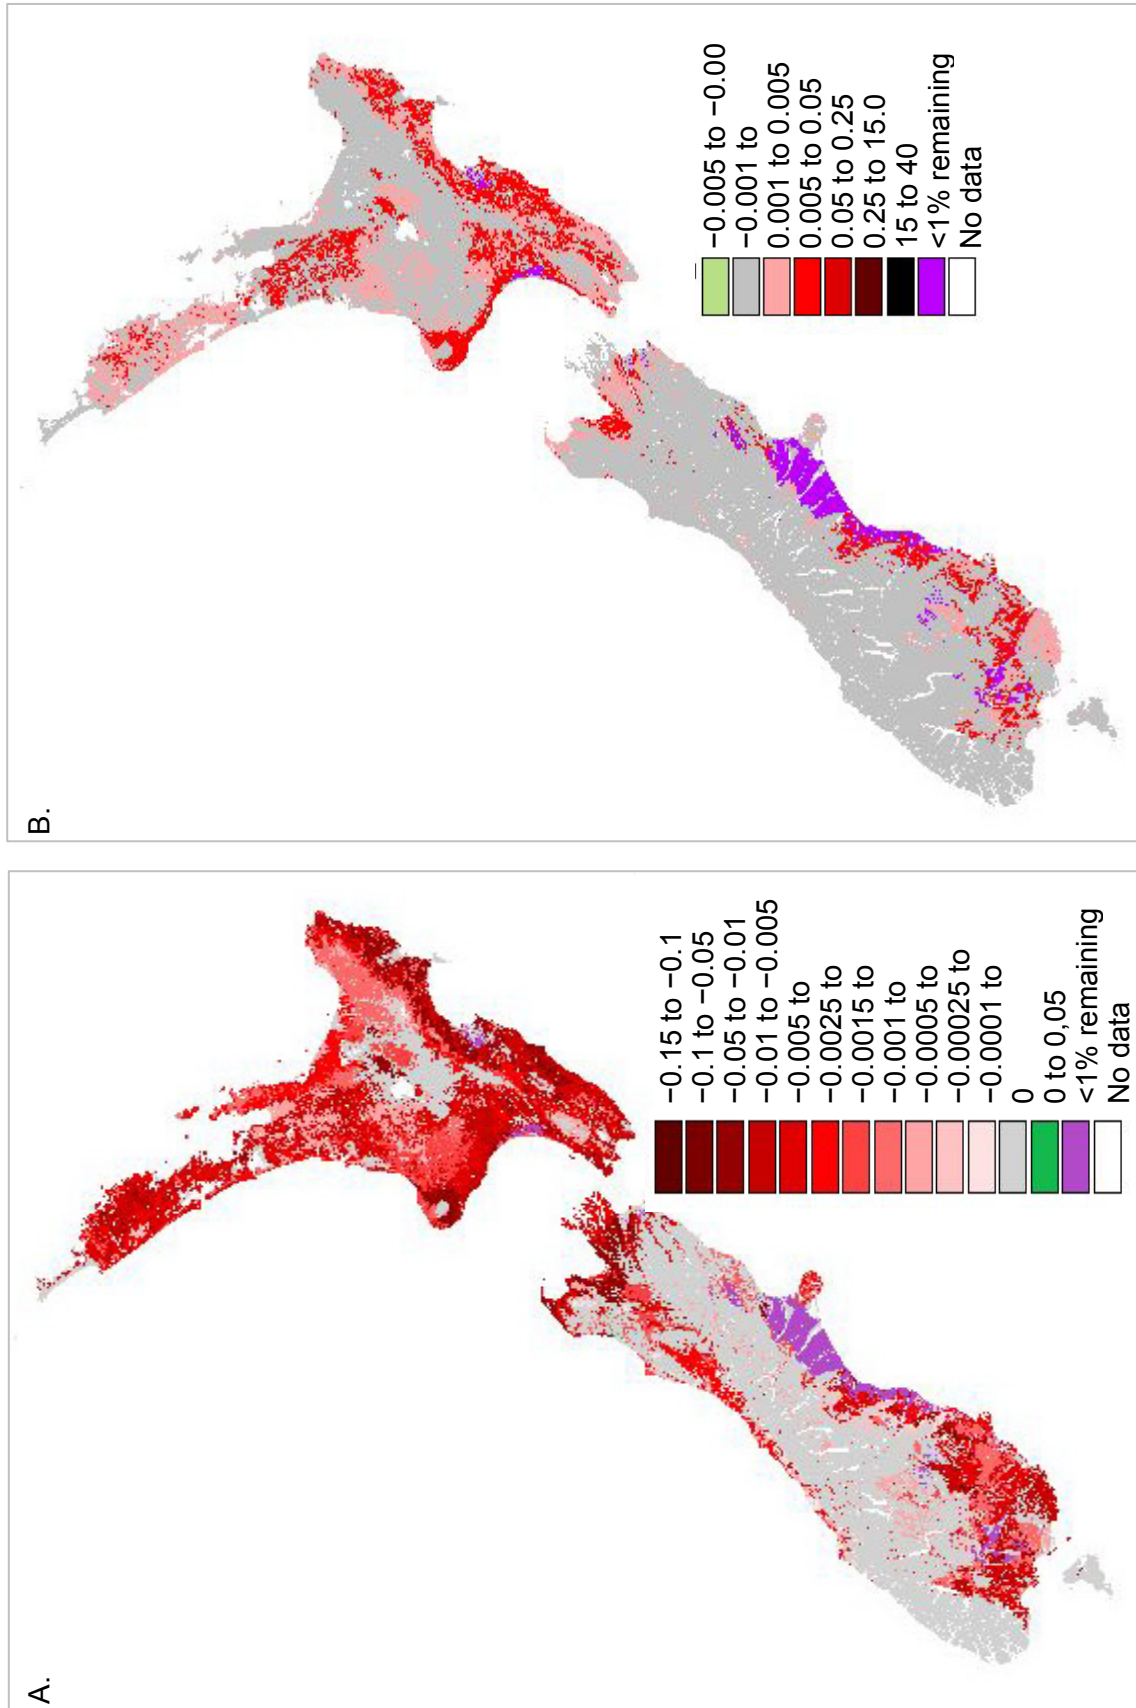 A.
−0.15 to −0.1
−0.1 to −0.05
−0.05 to −0.01
−0.01 to −0.005
−0.005 to
−0.0025 to
−0.0015 to
−0.001 to
−0.0005 to
−0.00025 to
−0.0001 to
0
0 to 0,05
<1% remaining
No data
B.
−0.005 to −0.00
−0.001 to
0.001 to 0.005
0.005 to 0.05
0.05 to 0.25
0.25 to 15.0
15 to 40
<1% remaining
No data